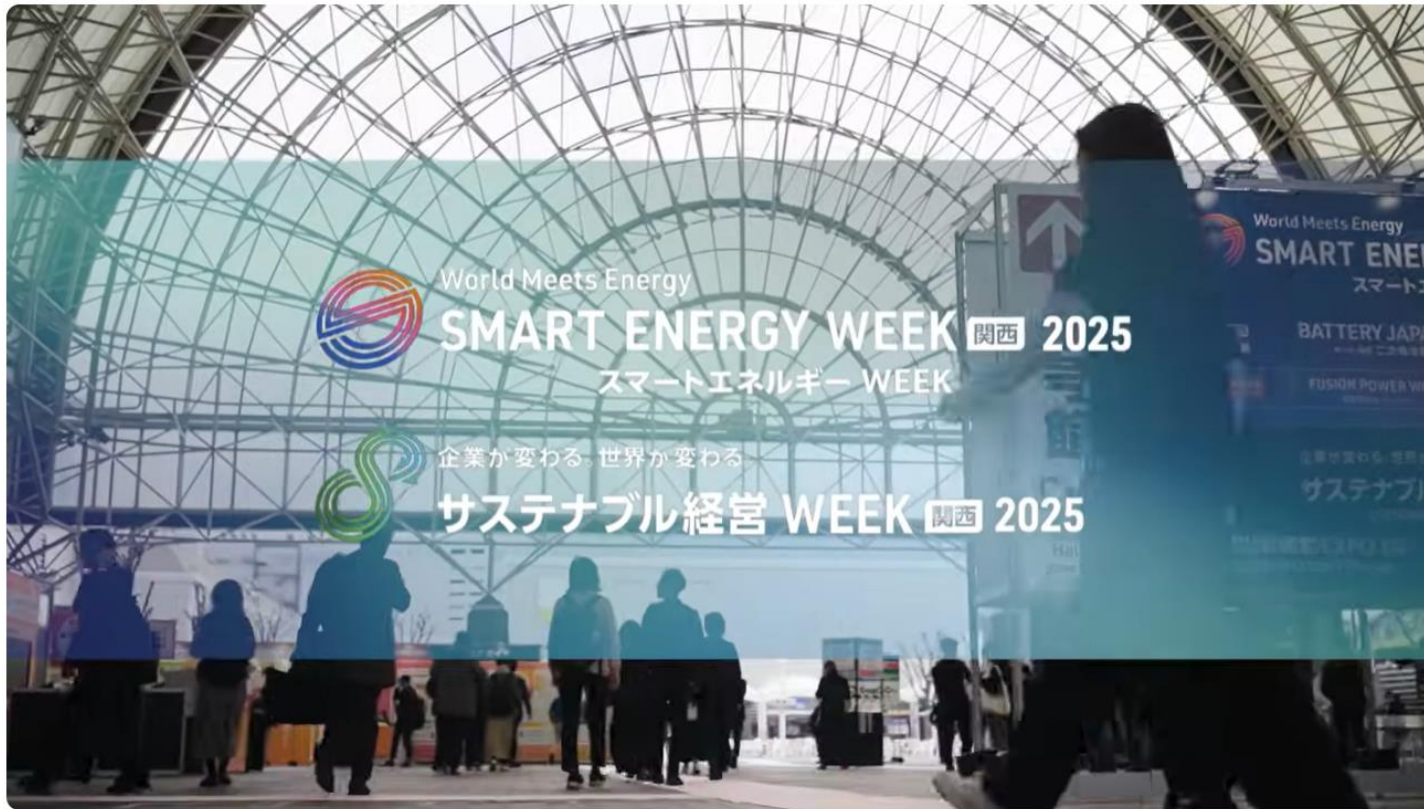 World Meets Energy
SMART ENERGY WEEK 関西 2025
スマートエネルギー WEEK
企業が変わる。世界が変わる
サステナブル経営 WEEK 関西 2025
World Meets Energy
SMART ENE
スマート
BATTERY JAPA
FUSION POWER W
サステナブ